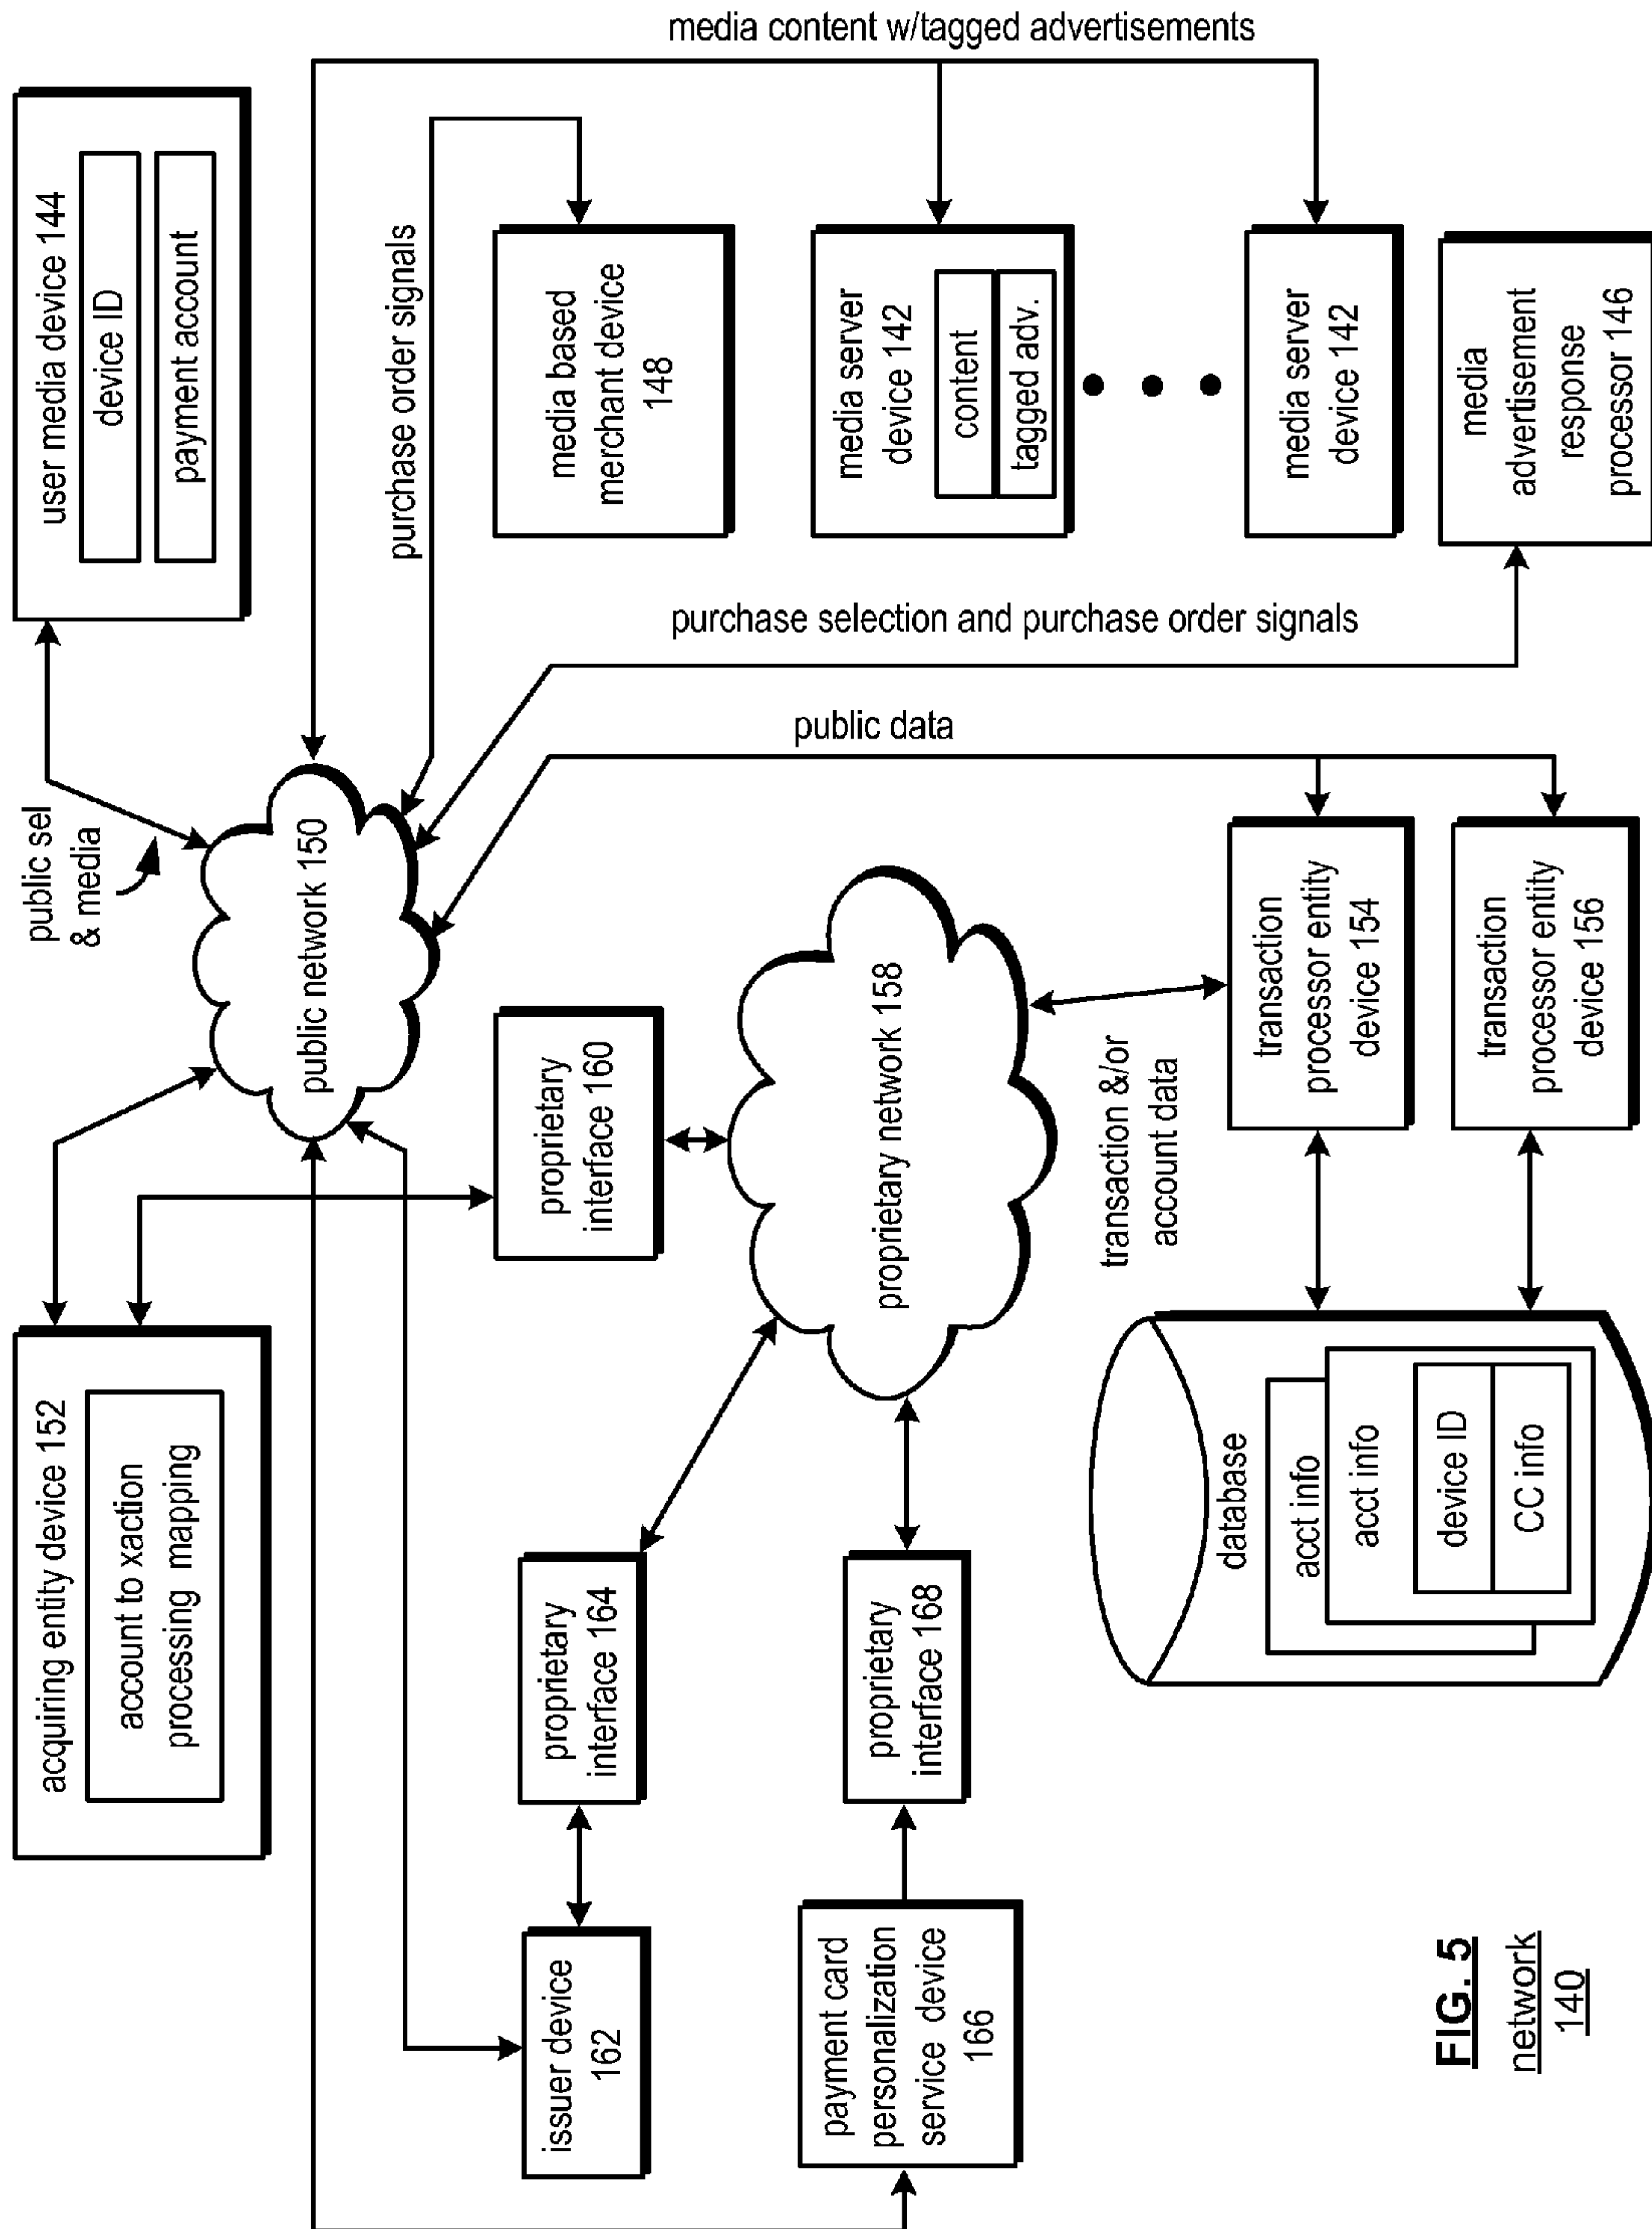 acquiring entity device 152
account to xaction
processing mapping
public sel
& media
user media device 144
device ID
payment account
issuer device
162
proprietary
interface 164
proprietary
interface 160
public network 150
purchase order signals
media based
merchant device
148
media content w/tagged advertisements
payment card
personalization
service device
166
proprietary
interface 168
proprietary network 158
purchase selection and purchase order signals
public data
media server
device 142
content
tagged adv.
media server
device 142
media
advertisement
response
processor 146
transaction &/or
account data
transaction
processor entity
device 154
transaction
processor entity
device 156
database
acct info
acct info
device ID
CC info
FIG. 5
network
140